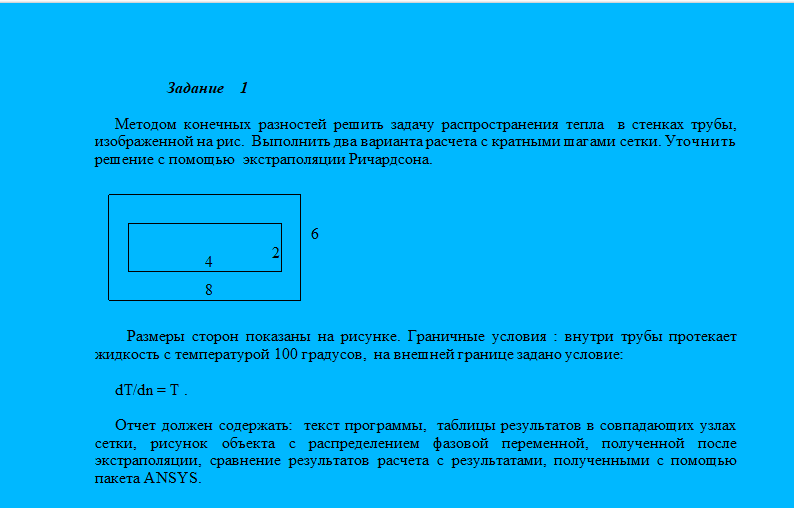 Задание 1
Методом конечных разностей решить задачу распространения тепла в стенках трубы,
изображенной на рис. Выполнить два варианта расчета с кратными шагами сетки. Уточнить
решение с помощью экстраполяции Ричардсона.
6
2
4
8
Размеры сторон показаны на рисунке. Граничные условия : внутри трубы протекает
жидкость с температурой 100 градусов, на внешней границе задано условие:
dT/dn = T .
Отчет должен содержать: текст программы, таблицы результатов в совпадающих узлах
сетки, рисунок объекта с распределением фазовой переменной, полученной после
экстраполяции, сравнение результатов расчета с результатами, полученными с помощью
пакета ANSYS.